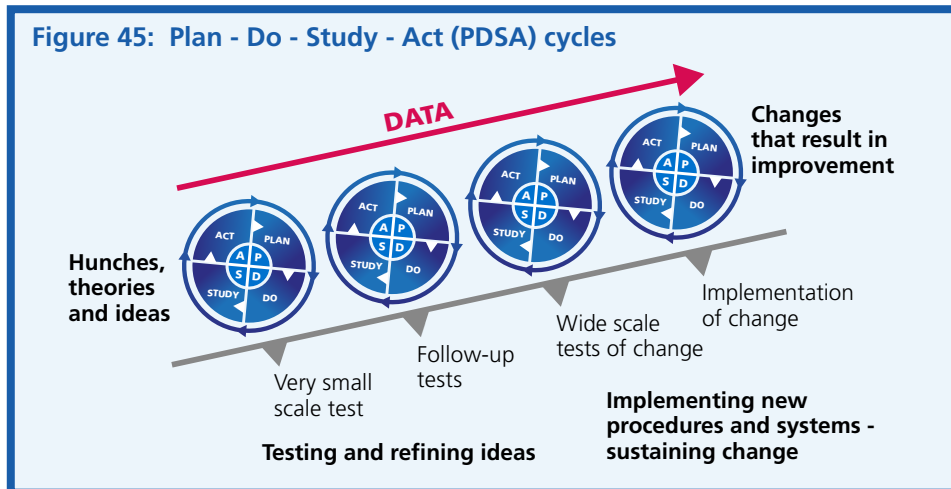 Figure 45: Plan - Do - Study - Act (PDSA) cycles
DATA
Changes
that result in
improvement
Hunches,
theories
and ideas
ACT
PLAN
A P
S D
STUDY
DO
ACT
PLAN
A P
S D
STUDY
DO
ACT
PLAN
A P
S D
STUDY
DO
ACT
PLAN
A P
S D
STUDY
DO
Very small
scale test
Follow-up
tests
Wide scale
tests of change
Implementation
of change
Testing and refining ideas
Implementing new
procedures and systems -
sustaining change